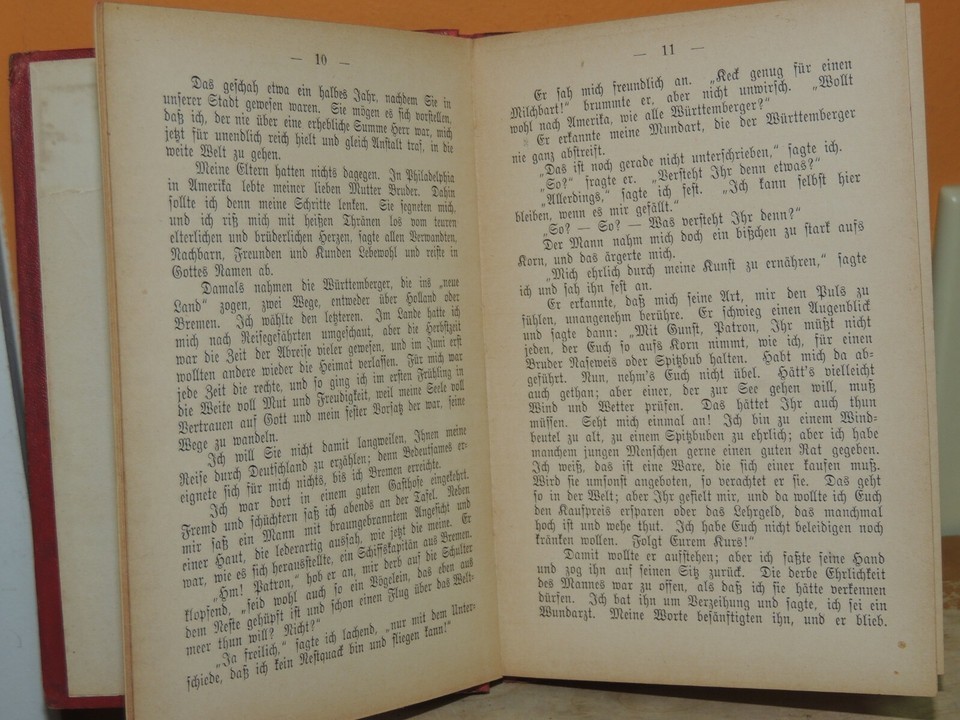 — 10 —
Das geschah etwa ein halbes Jahr, nachdem Sie in
unserer Stadt gewesen waren. Sie mögen es sich vorstellen,
daß ich, der nie über eine erhebliche Summe Herr war, mich
jetzt für unendlich reich hielt und gleich Anstalt traf, in die
weite Welt zu gehen.
Meine Eltern hatten nichts dagegen. In Philadelphia
in Amerika lebte meiner lieben Mutter Bruder. Dahin
sollte ich denn meine Schritte lenken. Sie segneten mich,
und ich riß mich mit heißen Thränen los vom teuren
elterlichen und brüderlichen Herzen, sagte allen Verwandten,
Nachbarn, Freunden und Kunden Lebewohl und reiste in
Gottes Namen ab.
Damals nahmen die Württemberger, die ins „neue
Land“ zogen, zwei Wege, entweder über Holland oder
Bremen. Ich wählte den letzteren. Im Lande hatte ich
mich nach Reisegefährten umgeschaut, aber die Herbstzeit
war die Zeit der Abreise vieler gewesen, und im Juni erst
wollten andere wieder die Heimat verlassen. Für mich war
jede Zeit die rechte, und so ging ich im ersten Frühling in
die Weite voll Mut und Freudigkeit, weil meine Seele voll
Vertrauen auf Gott und mein fester Vorsatz der war, seine
Wege zu wandeln.
Ich will Sie nicht damit langweilen, Ihnen meine
Reise durch Deutschland zu erzählen; denn Bedeutsames er-
eignete sich für mich nichts, bis ich Bremen erreichte.
Ich war dort in einem guten Gasthofe eingekehrt.
Fremd und schüchtern saß ich abends an der Tafel. Neben
mir saß ein Mann mit braungebranntem Angesicht und
einer Haut, die lederartig aussah, wie jetzt die meine. Er
war, wie es sich herausstellte, ein Schiffskapitän aus Bremen.
„Hm! Patron,“ hob er an, mir derb auf die Schulter
klopfend, „seid wohl auch so ein Vögelein, das eben aus
dem Neste gehüpft ist und schon einen Flug über das Welt-
meer thun will? Nicht?“
„Ja freilich,“ sagte ich lachend, „nur mit dem Unter-
schiede, daß ich kein Nestquack bin und fliegen kann!“
— 11 —
Er sah mich freundlich an. „Keck genug für einen
Milchbart!“ brummte er, aber nicht unwirsch. „Wollt
wohl nach Amerika, wie alle Württemberger?“
Er erkannte meine Mundart, die der Württemberger
nie ganz abstreift.
„Das ist noch gerade nicht unterschrieben,“ sagte ich.
„So?“ fragte er. „Versteht Ihr denn etwas?“
„Allerdings,“ sagte ich fest. „Ich kann selbst hier
bleiben, wenn es mir gefällt.“
„So? — So? — Was versteht Ihr denn?“
Der Mann nahm mich doch ein bißchen zu stark aufs
Korn, und das ärgerte mich.
„Mich ehrlich durch meine Kunst zu ernähren,“ sagte
ich und sah ihn fest an.
Er erkannte, daß mich seine Art, mir den Puls zu
fühlen, unangenehm berühre. Er schwieg einen Augenblick
und sagte dann: „Mit Gunst, Patron, Ihr müßt nicht
jeden, der Euch so aufs Korn nimmt, wie ich, für einen
Bruder Naseweis oder Spitzbub halten. Habt mich da ab-
geführt. Nun, nehm's Euch nicht übel. Hätt's vielleicht
auch gethan; aber einer, der zur See gehen will, muß
Wind und Wetter prüfen. Das hättet Ihr auch thun
müssen. Seht mich einmal an! Ich bin zu einem Wind-
beutel zu alt, zu einem Spitzbuben zu ehrlich; aber ich habe
manchem jungen Menschen gerne einen guten Rat gegeben.
Ich weiß, das ist eine Ware, die sich einer kaufen muß.
Wird sie umsonst angeboten, so verachtet er sie. Das geht
so in der Welt; aber Ihr gefielt mir, und da wollte ich Euch
den Kaufpreis ersparen oder das Lehrgeld, das manchmal
hoch ist und wehe thut. Ich habe Euch nicht beleidigen noch
kränken wollen. Folgt Eurem Kurs!“
Damit wollte er aufstehen; aber ich faßte seine Hand
und zog ihn auf seinen Sitz zurück. Die derbe Ehrlichkeit
des Mannes war zu offen, als daß ich sie hätte verkennen
dürfen. Ich bat ihn um Verzeihung und sagte, ich sei ein
Wundarzt. Meine Worte besänftigten ihn, und er blieb.